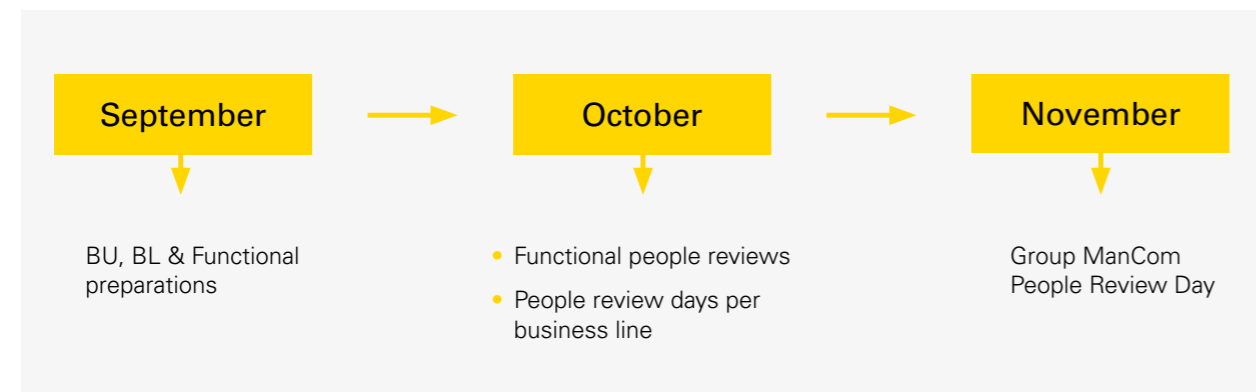 September
October
November
BU, BL & Functional
preparations
• Functional people reviews
• People review days per
business line
Group ManCom
People Review Day